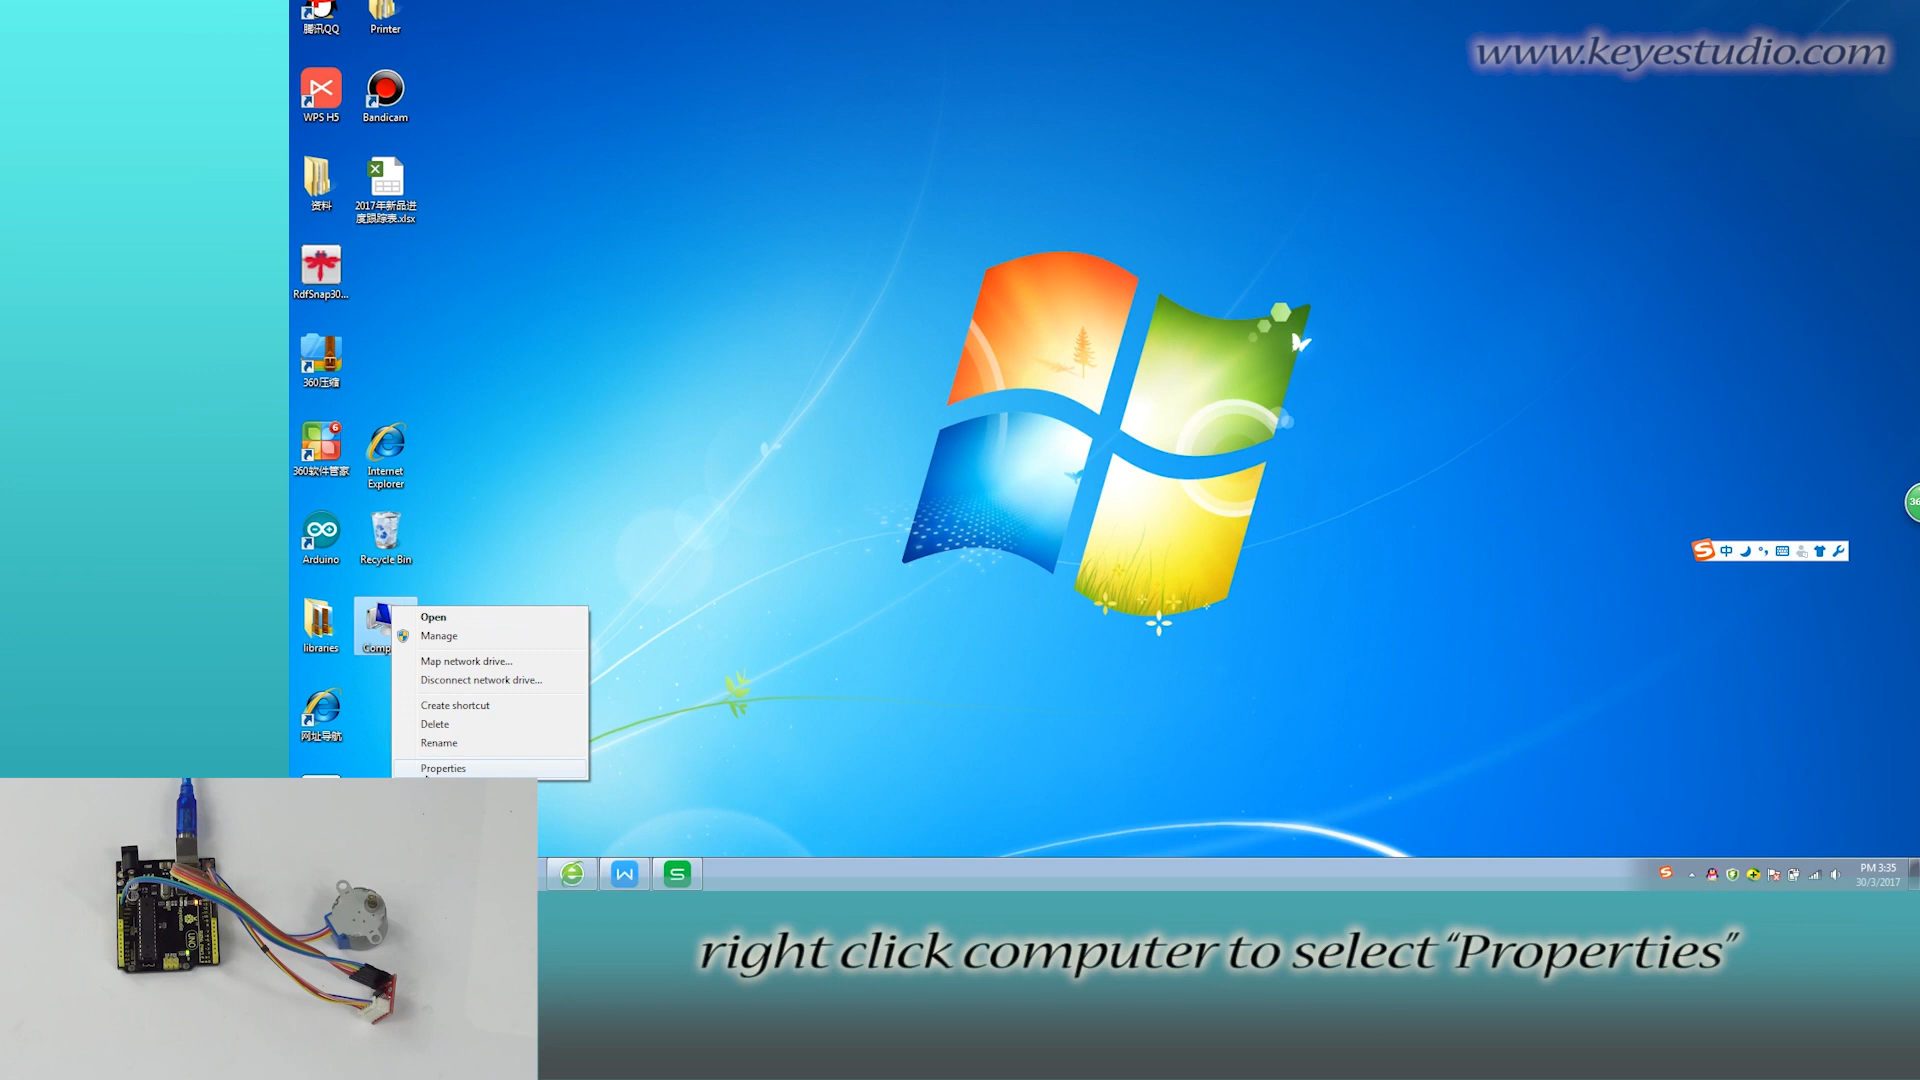 腾讯QQ
Printer
www.keyestudio.com
WPS H5
Bandicam
资料
2017年新品进
度跟踪表.xlsx
RdfSnap30...
360压缩
6
360软件管家
Internet
Explorer
Arduino
Recycle Bin
libraries
Comp
网址导航
Open
Manage
Map network drive...
Disconnect network drive...
Create shortcut
Delete
Rename
Properties
36
中
PM 3:35
30/3/2017
UNO
right click computer to select “Properties”